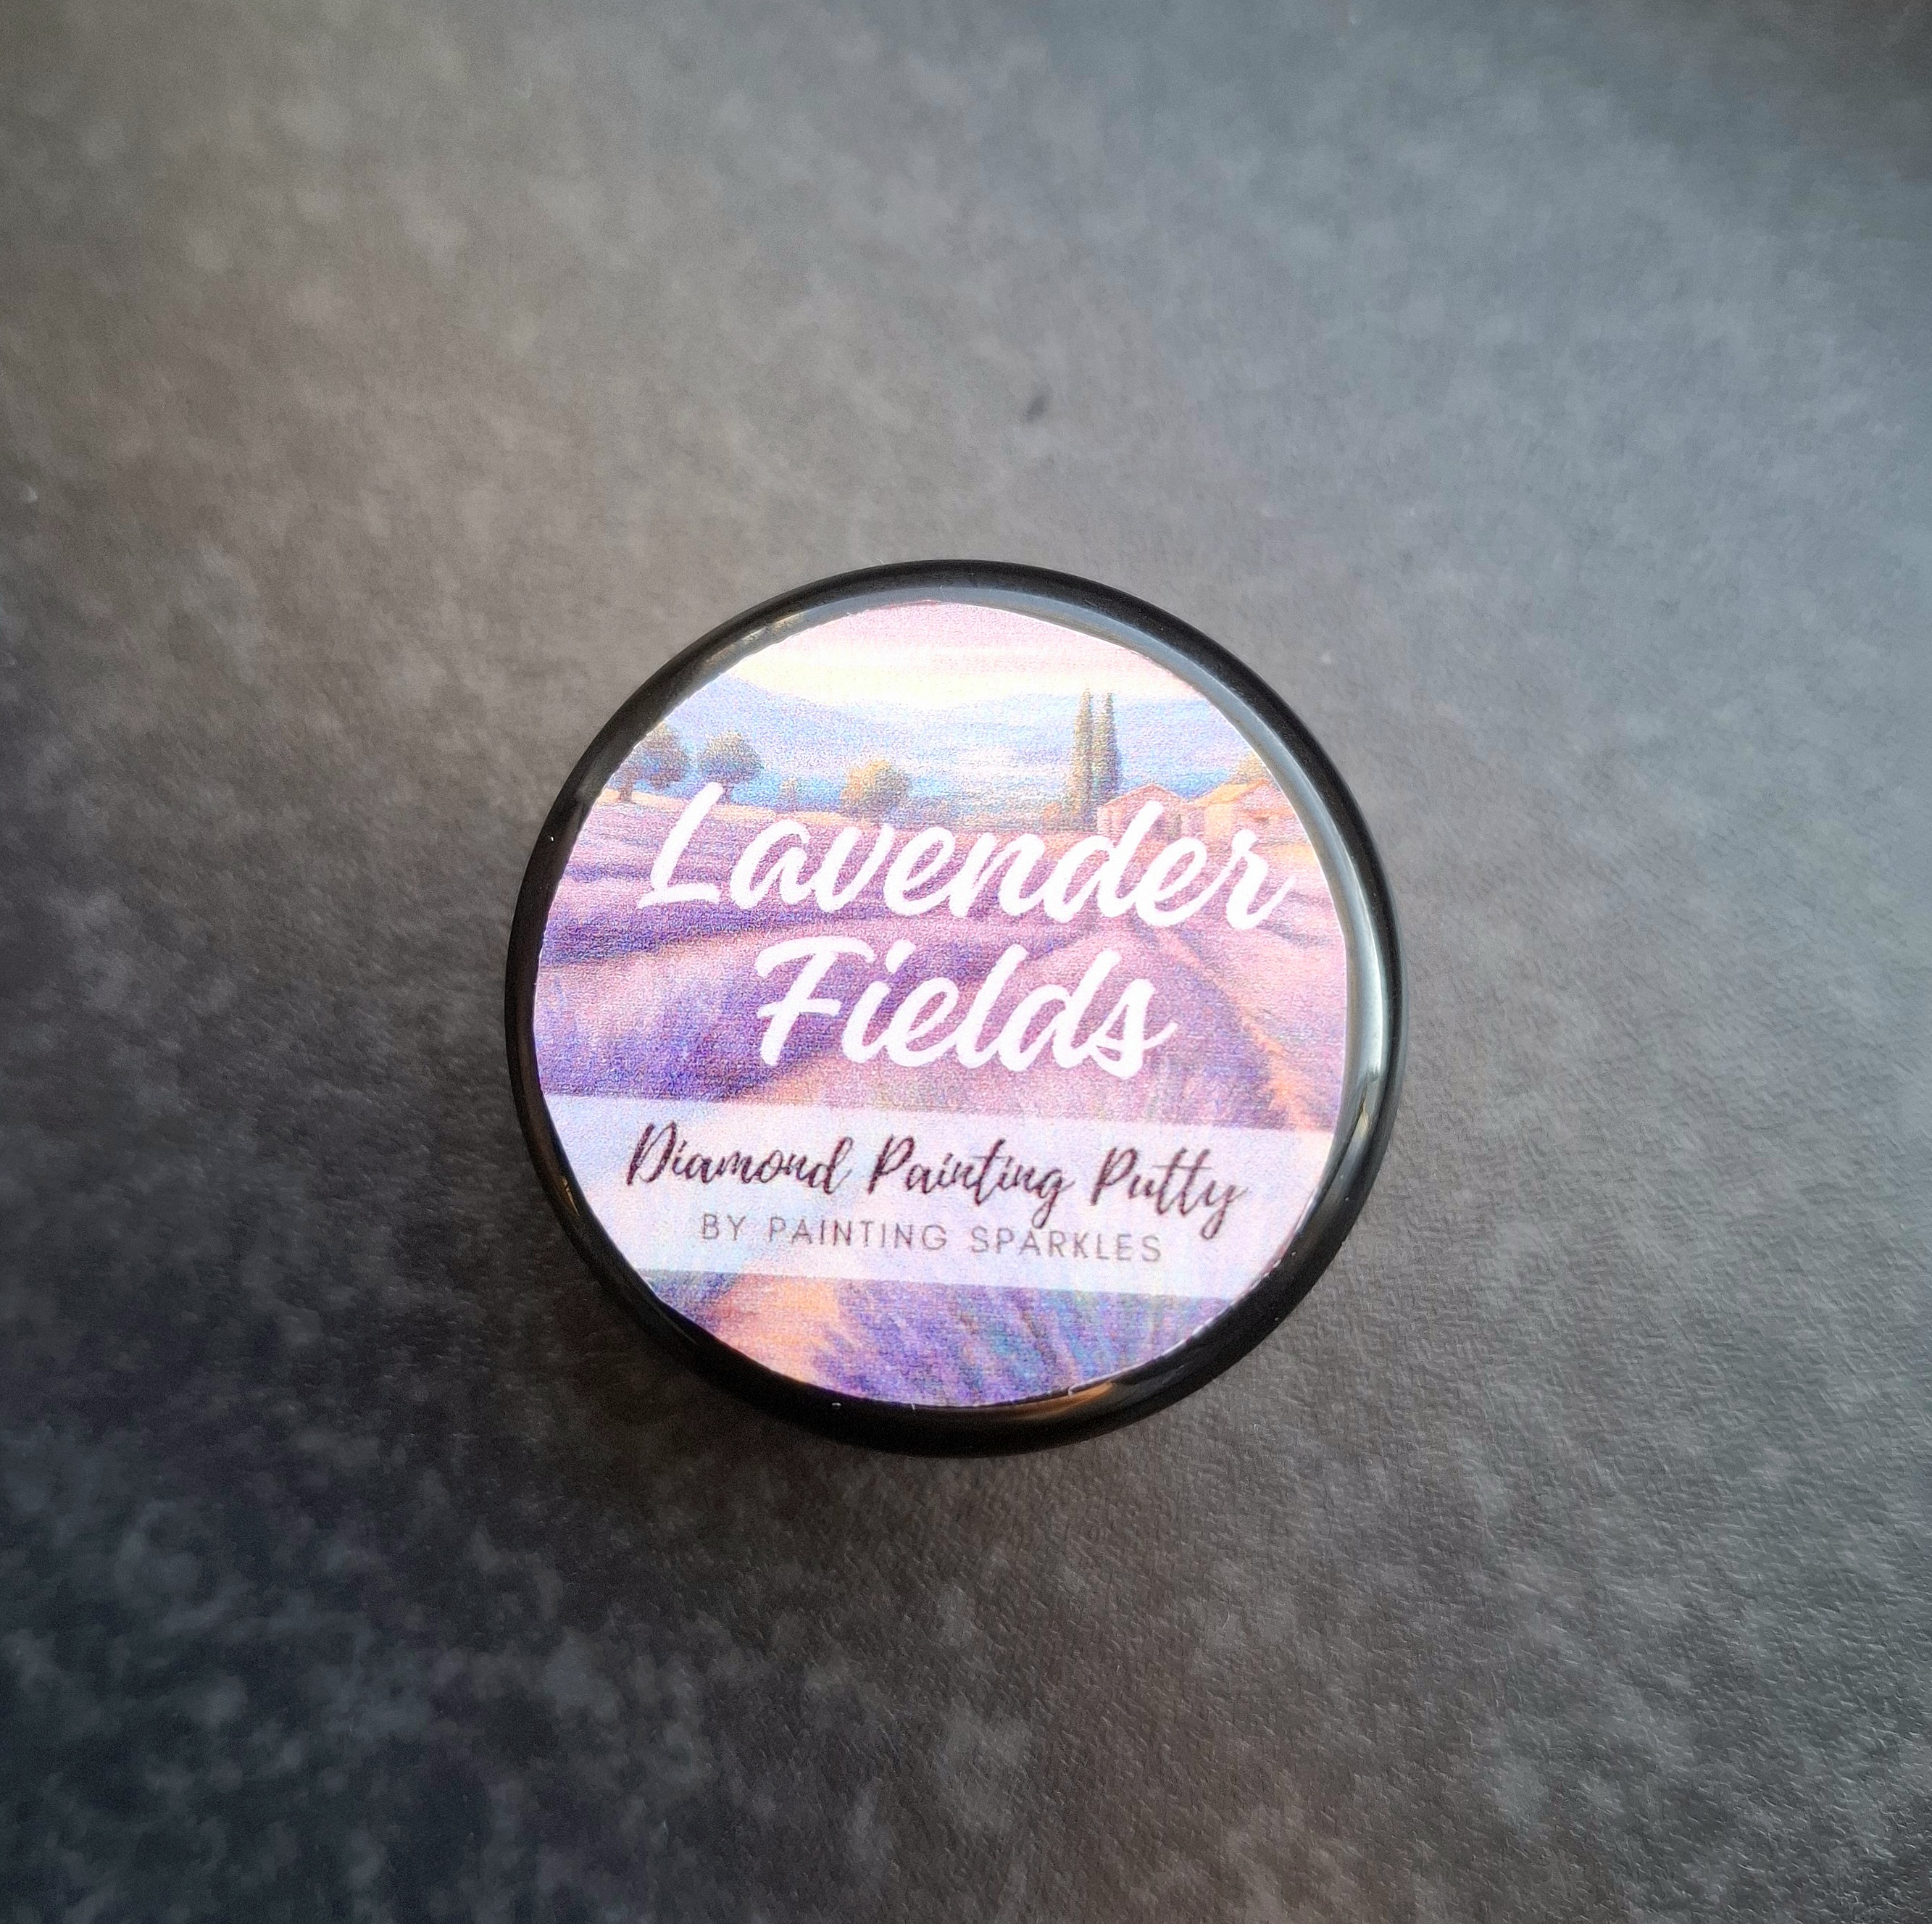 Lavender
Fields
Diamond Painting Putty
BY PAINTING SPARKLES